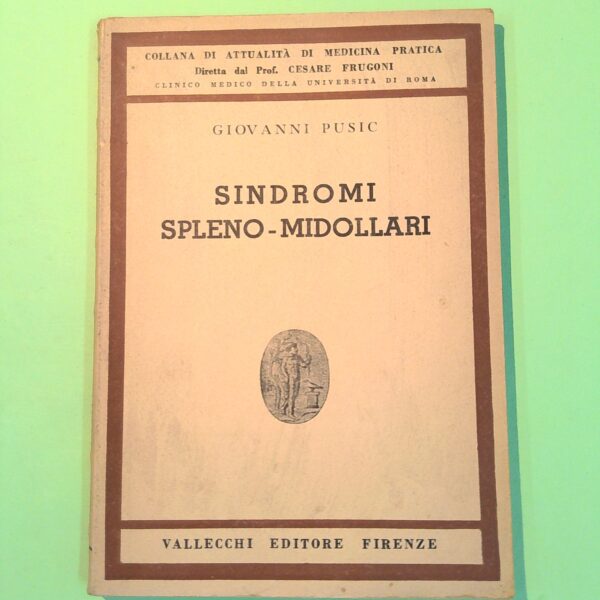 COLLANA DI ATTUALITÀ DI MEDICINA PRATICA
Diretta dal Prof. CESARE FRUGONI
CLINICO MEDICO DELLA UNIVERSITÀ DI ROMA
GIOVANNI PUSIC
SINDROMI
SPLENO-MIDOLLARI
VALLECCHI EDITORE FIRENZE